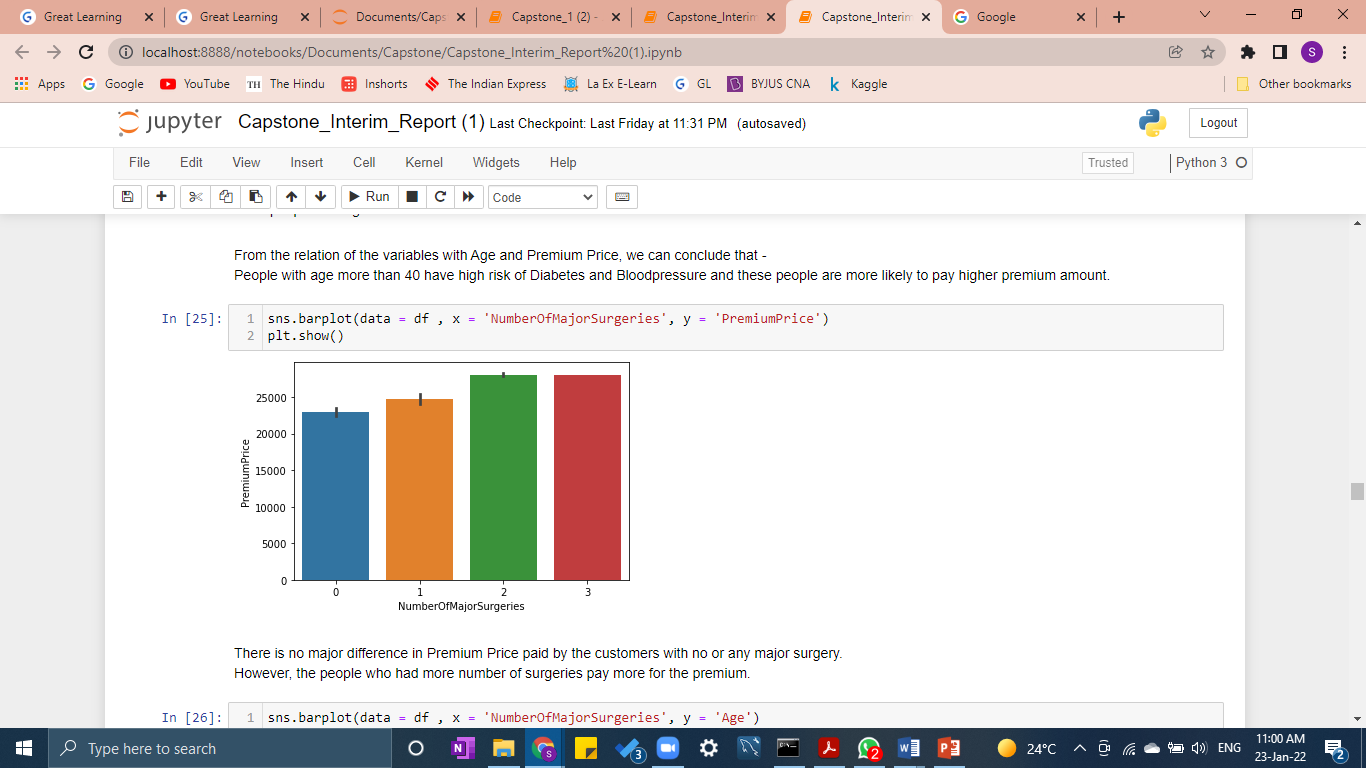 Great Learning
Great Learning
Documents/Caps
Capstone_1 (2) -
Capstone_Interim
Capstone_Interim
Google
localhost:8888/notebooks/Documents/Capstone/Capstone_Interim_Report%20(1).ipynb
S
Apps
Google
YouTube
TH The Hindu
Inshorts
The Indian Express
La Ex E-Learn
GL
BYJUS CNA
k Kaggle
Other bookmarks
jupyter Capstone_Interim_Report (1) Last Checkpoint: Last Friday at 11:31 PM (autosaved)
Logout
File Edit View Insert Cell Kernel Widgets Help
Trusted
Python 3
Run
Code
From the relation of the variables with Age and Premium Price, we can conclude that -
People with age more than 40 have high risk of Diabetes and Bloodpressure and these people are more likely to pay higher premium amount.
In [25]:
1 sns.barplot(data = df , x = 'NumberOfMajorSurgeries', y = 'PremiumPrice')
2 plt.show()
25000
20000
15000
10000
5000
0
PremiumPrice
0 1 2 3
NumberOfMajorSurgeries
There is no major difference in Premium Price paid by the customers with no or any major surgery.
However, the people who had more number of surgeries pay more for the premium.
In [26]:
1 sns.barplot(data = df , x = 'NumberOfMajorSurgeries', y = 'Age')
Type here to search
N
S
3
2
W
P
24°C
ENG
11:00 AM
23-Jan-22
2